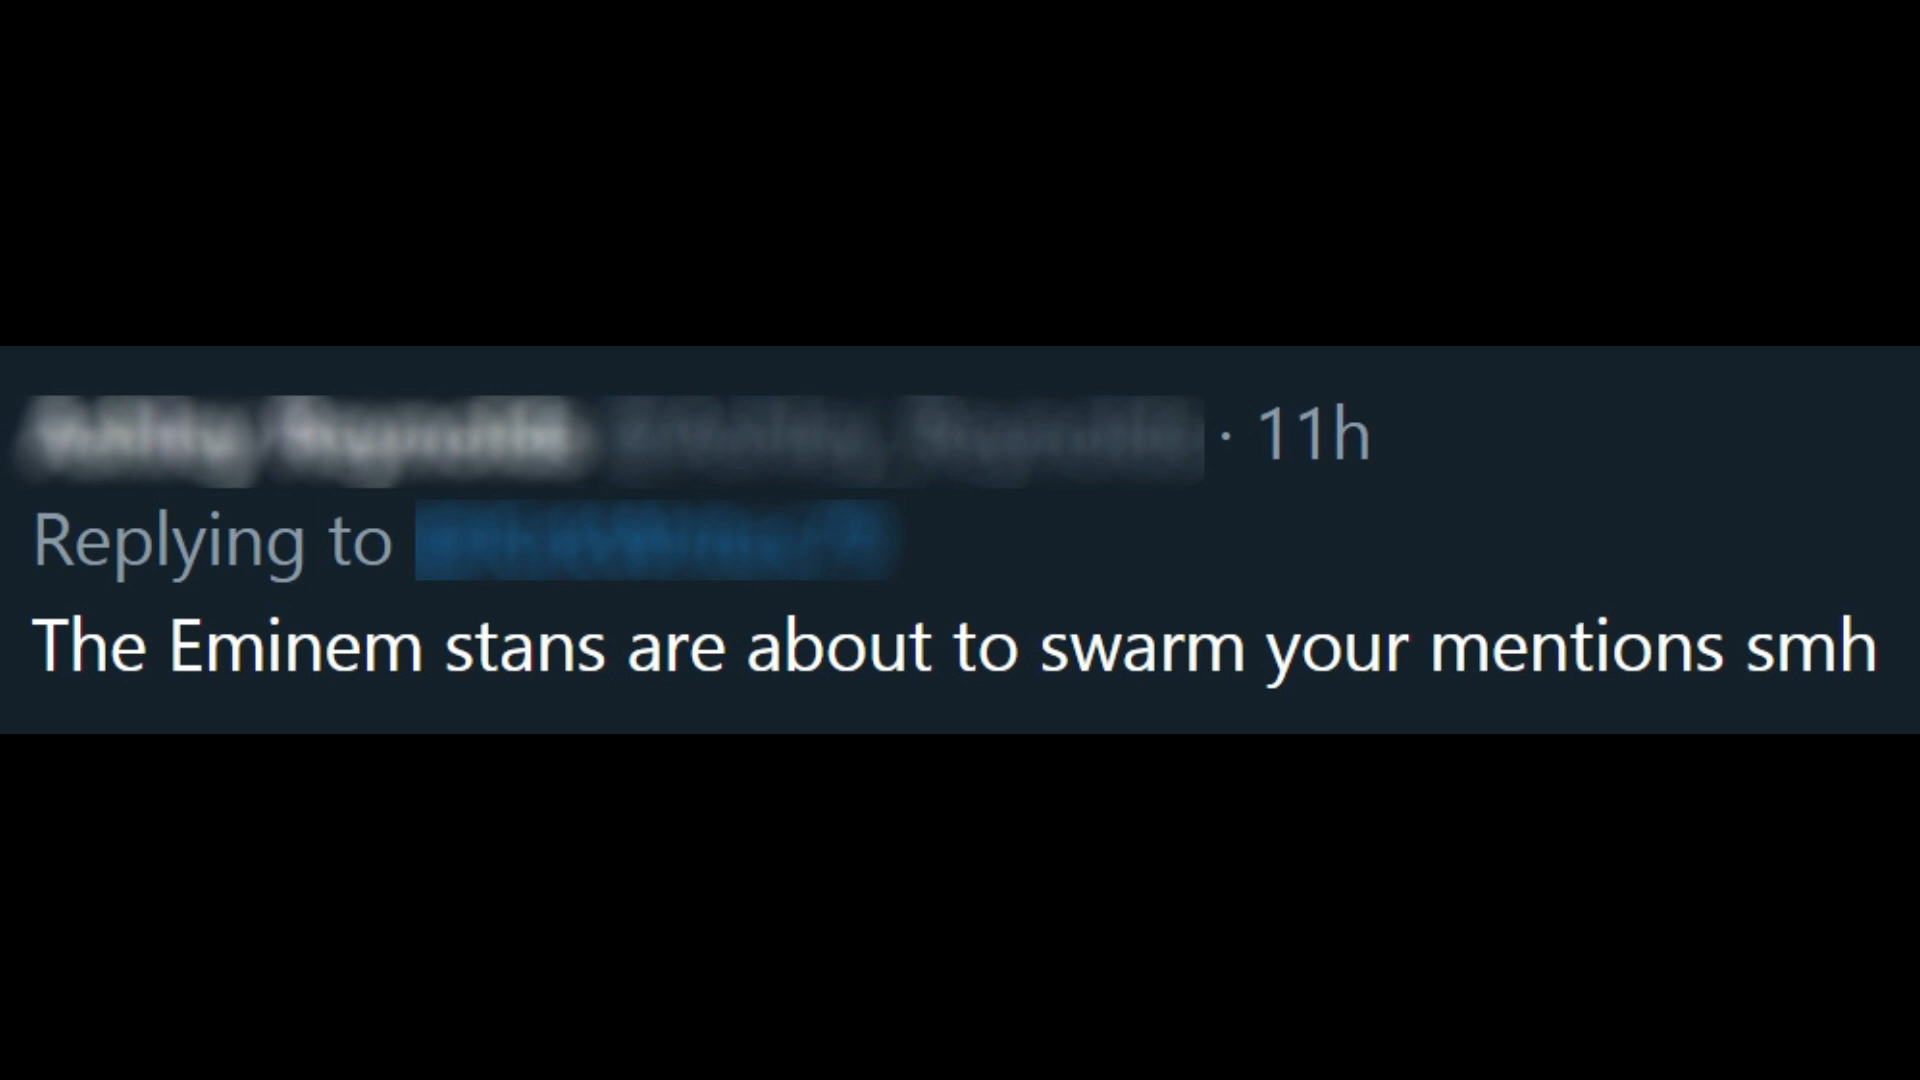 · 11h
Replying to
The Eminem stans are about to swarm your mentions smh